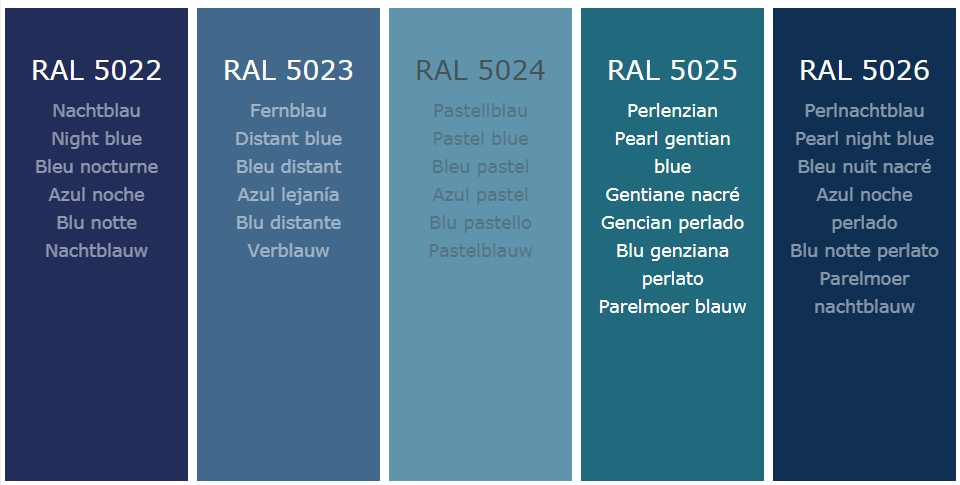 RAL 5022
Nachtblau
Night blue
Bleu nocturne
Azul noche
Blu notte
Nachtblauw
RAL 5023
Fernblau
Distant blue
Bleu distant
Azul lejanía
Blu distante
Verblauw
RAL 5024
Pastellblau
Pastel blue
Bleu pastel
Azul pastel
Blu pastello
Pastelblauw
RAL 5025
Perlenzian
Pearl gentian
blue
Gentiane nacré
Gencian perlado
Blu genziana
perlato
Parelmoer blauw
RAL 5026
Perlnachtblau
Pearl night blue
Bleu nuit nacré
Azul noche
perlado
Blu notte perlato
Parelmoer
nachtblauw